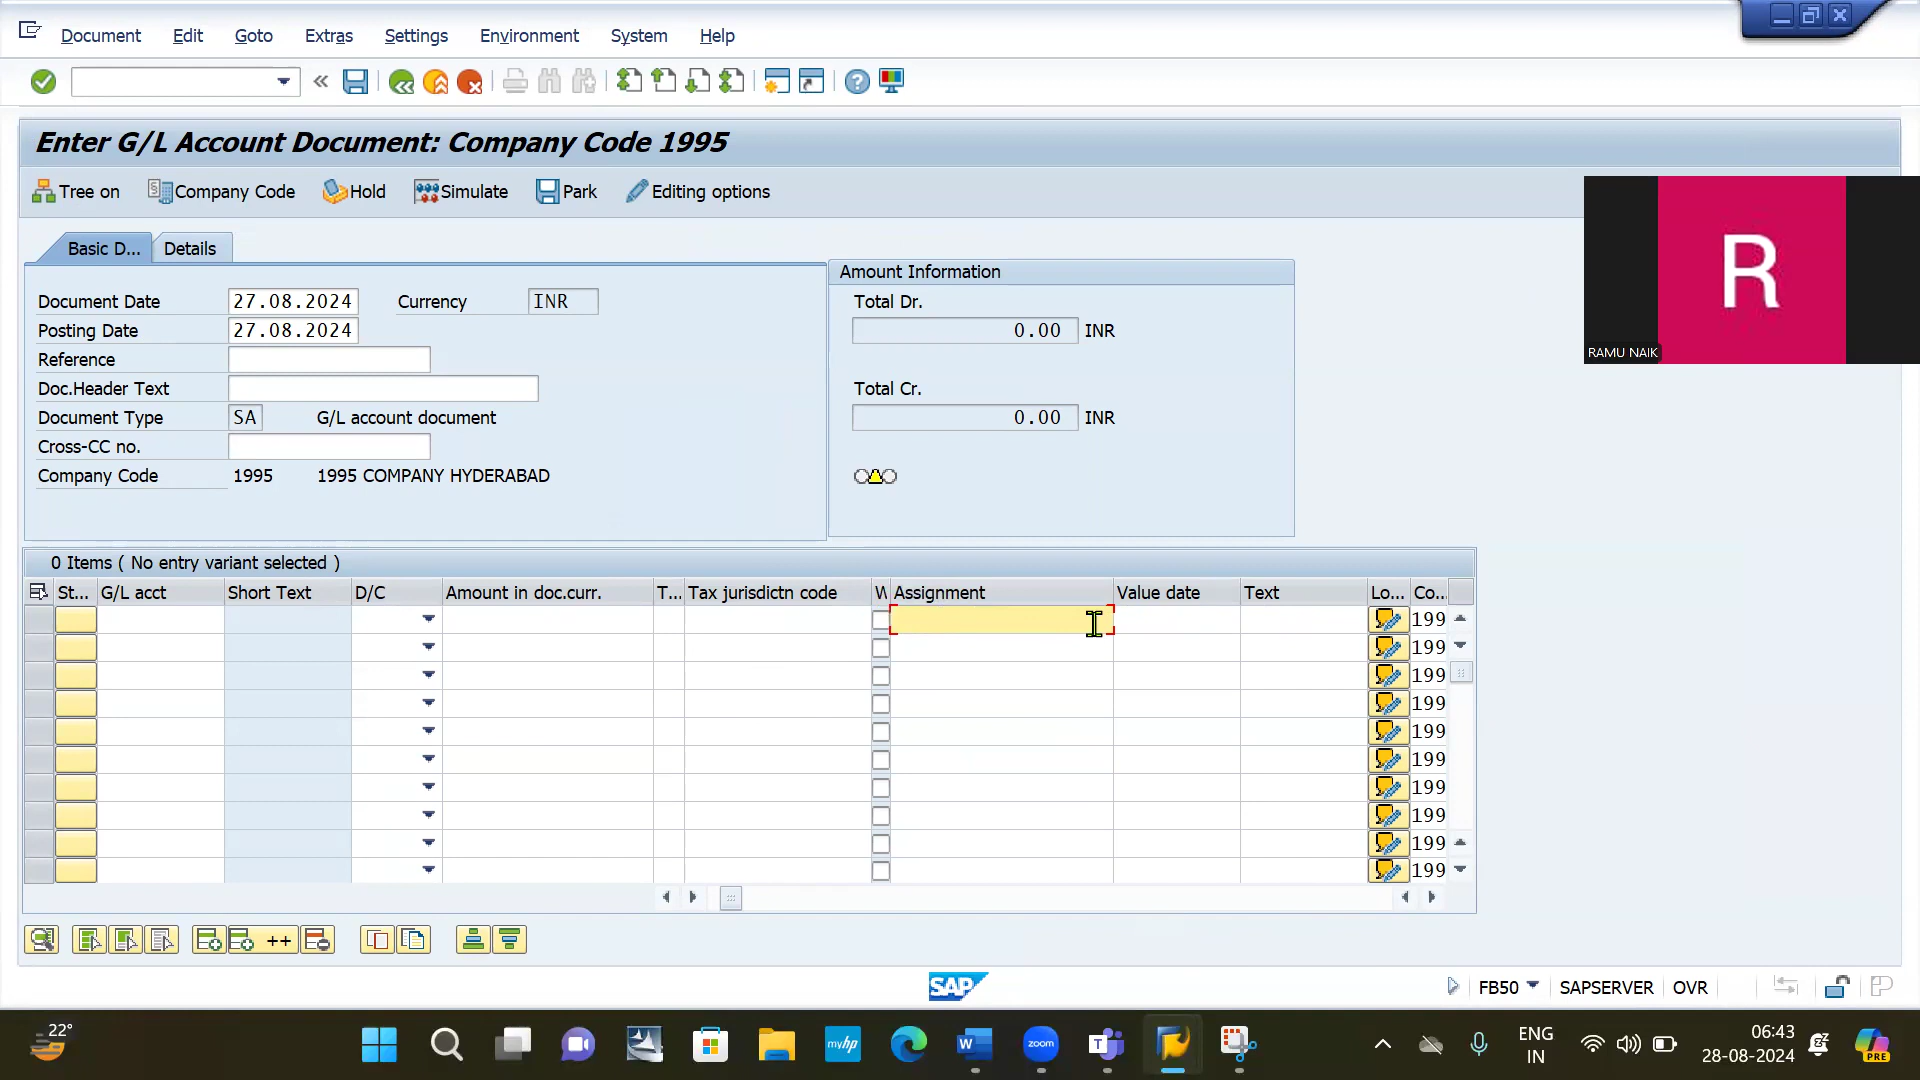 Document Edit Goto Extras Settings Environment System Help
Enter G/L Account Document: Company Code 1995
Tree on Company Code Hold Simulate Park Editing options
R
RAMU NAIK
Basic D... Details
Amount Information
Document Date 27.08.2024 Currency INR
Total Dr.
Posting Date 27.08.2024
0.00 INR
Reference
Doc.Header Text
Total Cr.
Document Type SA G/L account document
0.00 INR
Cross-CC no.
Company Code 1995 1995 COMPANY HYDERABAD
0 Items ( No entry variant selected )
St... G/L acct Short Text D/C Amount in doc.curr. T... Tax jurisdictn code W Assignment Value date Text Lo... Co...
199
199
199
199
199
199
199
199
199
199
++
SAP
FB50 SAPSERVER OVR
22°
myhp
W
zoom
T
ENG
IN
06:43
28-08-2024
PRE